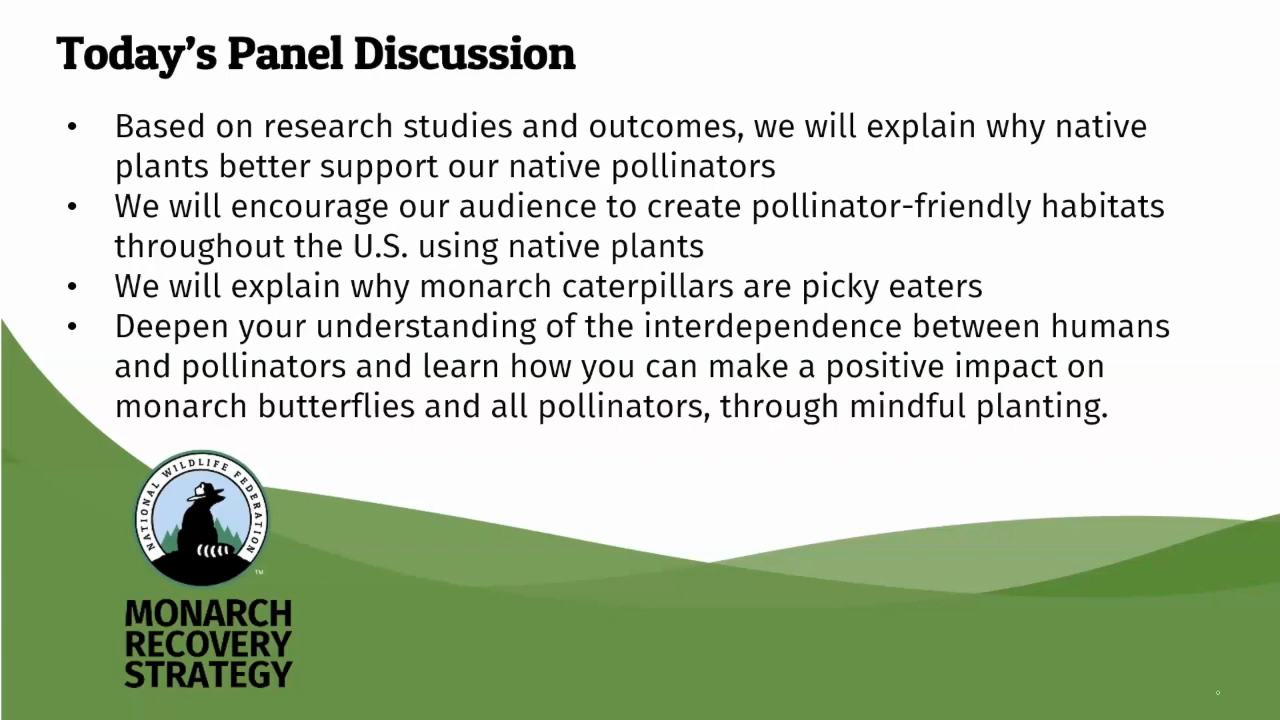 Today’s Panel Discussion
• Based on research studies and outcomes, we will explain why native
plants better support our native pollinators
• We will encourage our audience to create pollinator-friendly habitats
throughout the U.S. using native plants
• We will explain why monarch caterpillars are picky eaters
• Deepen your understanding of the interdependence between humans
and pollinators and learn how you can make a positive impact on
monarch butterflies and all pollinators, through mindful planting.
NATIONAL WILDLIFE FEDERATION
™
MONARCH
RECOVERY
STRATEGY